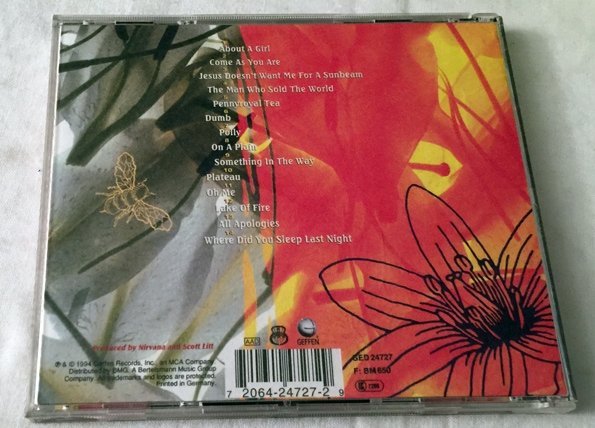 About A Girl
Come As You Are
Jesus Doesn't Want Me For A Sunbeam
The Man Who Sold The World
Pennyroyal Tea
Dumb
Polly
On A Plain
Something In The Way
Plateau
Oh Me
Lake Of Fire
All Apologies
Where Did You Sleep Last Night
Produced by Nirvana and Scott Litt
℗ & © 1994 Geffen Records, Inc., an MCA Company.
Distributed by BMG. A Bertelsmann Music Group
Company. All trademarks and logos are protected.
Printed in Germany.
AAD
GEFFEN
GED 24727
F: BM 650
7 2064-24727-2 9